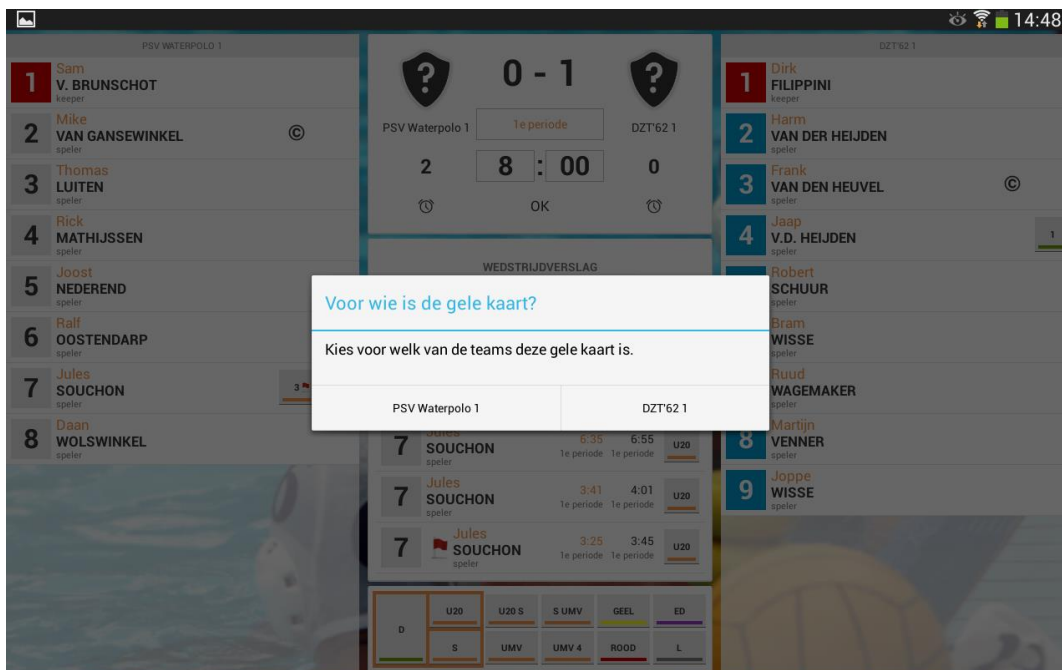 14:48
PSV WATERPOLO 1
1
Sam
V. BRUNSCHOT
keeper
2
Mike
VAN GANSEWINKEL
speler
©
3
Thomas
LUITEN
speler
4
Rick
MATHIJSSEN
speler
5
Joost
NEDEREND
speler
6
Ralf
OOSTENDARP
speler
7
Jules
SOUCHON
speler
3
8
Daan
WOLSWINKEL
speler
? 0 - 1 ?
PSV Waterpolo 1 1e periode DZT'62 1
2 8 : 00 0
OK
WEDSTRIJDVERSLAG
Voor wie is de gele kaart?
Kies voor welk van de teams deze gele kaart is.
PSV Waterpolo 1 DZT'62 1
7
Jules
SOUCHON
speler
6:35 6:55
1e periode 1e periode
U20
7
Jules
SOUCHON
speler
3:41 4:01
1e periode 1e periode
U20
7
Jules
SOUCHON
speler
3:25 3:45
1e periode 1e periode
U20
D
U20 U20 S S UMV GEEL ED
S UMV UMV 4 ROOD L
DZT'62 1
1
Dirk
FILIPPINI
keeper
2
Harm
VAN DER HEIJDEN
speler
3
Frank
VAN DEN HEUVEL
speler
©
4
Jaap
V.D. HEIJDEN
speler
1
Robert
SCHUUR
speler
Bram
WISSE
speler
Ruud
WAGEMAKER
speler
8
Martijn
VENNER
speler
9
Joppe
WISSE
speler